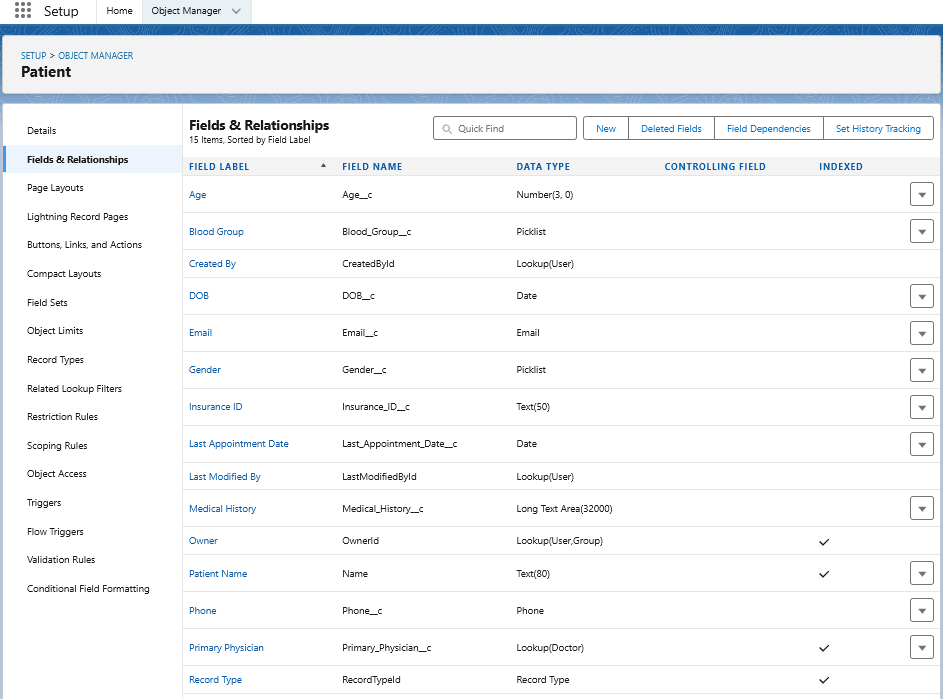 Setup
Home
Object Manager
SETUP > OBJECT MANAGER
Patient
Details
Fields & Relationships
Page Layouts
Lightning Record Pages
Buttons, Links, and Actions
Compact Layouts
Field Sets
Object Limits
Record Types
Related Lookup Filters
Restriction Rules
Scoping Rules
Object Access
Triggers
Flow Triggers
Validation Rules
Conditional Field Formatting
Fields & Relationships
15 Items, Sorted by Field Label
Quick Find
New
Deleted Fields
Field Dependencies
Set History Tracking
FIELD LABEL FIELD NAME DATA TYPE CONTROLLING FIELD INDEXED
Age Age__c Number(3, 0)
Blood Group Blood_Group__c Picklist
Created By CreatedById Lookup(User)
DOB DOB__c Date
Email Email__c Email
Gender Gender__c Picklist
Insurance ID Insurance_ID__c Text(50)
Last Appointment Date Last_Appointment_Date__c Date
Last Modified By LastModifiedById Lookup(User)
Medical History Medical_History__c Long Text Area(32000)
Owner OwnerId Lookup(User,Group)
Patient Name Name Text(80)
Phone Phone__c Phone
Primary Physician Primary_Physician__c Lookup(Doctor)
Record Type RecordTypeId Record Type